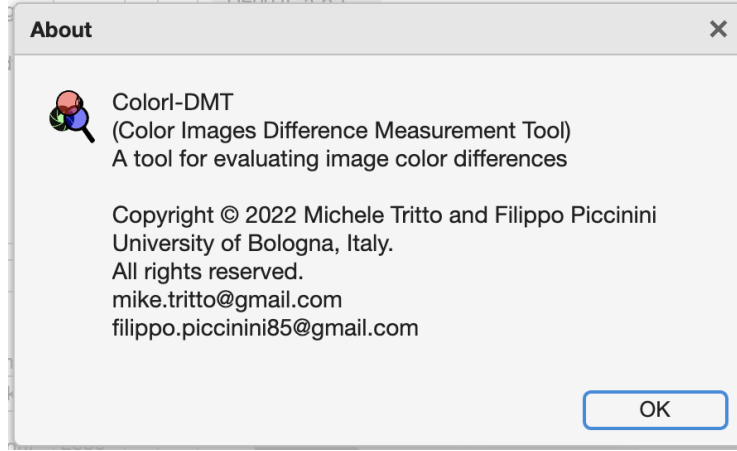 About
ColorI-DMT
(Color Images Difference Measurement Tool)
A tool for evaluating image color differences
Copyright © 2022 Michele Tritto and Filippo Piccinini
University of Bologna, Italy.
All rights reserved.
mike.tritto@gmail.com
filippo.piccinini85@gmail.com
OK